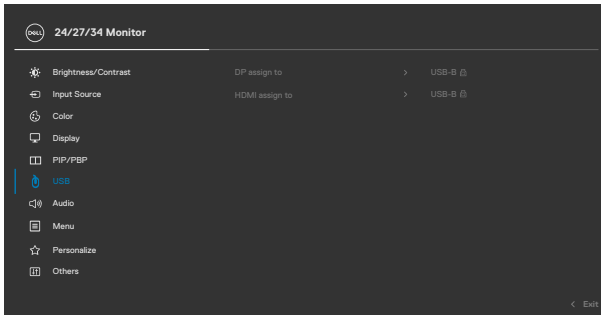 DELL 24/27/34 Monitor
Brightness/Contrast DP assign to > USB-B
Input Source HDMI assign to > USB-B
Color
Display
PIP/PBP
USB
Audio
Menu
Personalize
Others
< Exit